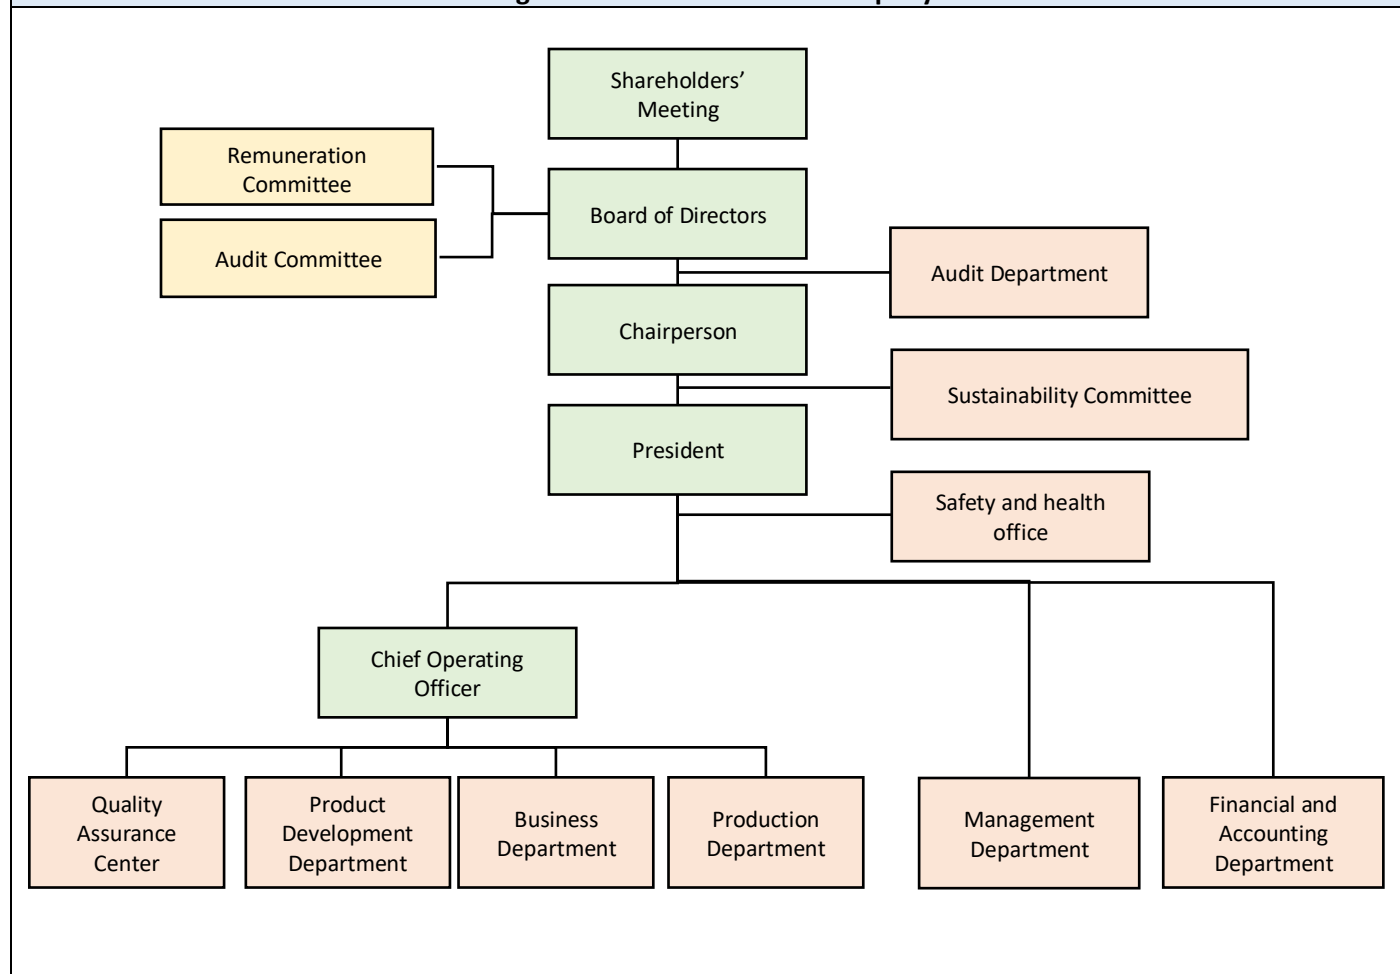 Shareholders’
Meeting
Remuneration
Committee
Board of Directors
Audit Committee
Audit Department
Chairperson
Sustainability Committee
President
Safety and health
office
Chief Operating
Officer
Quality
Assurance
Center
Product
Development
Department
Business
Department
Production
Department
Management
Department
Financial and
Accounting
Department